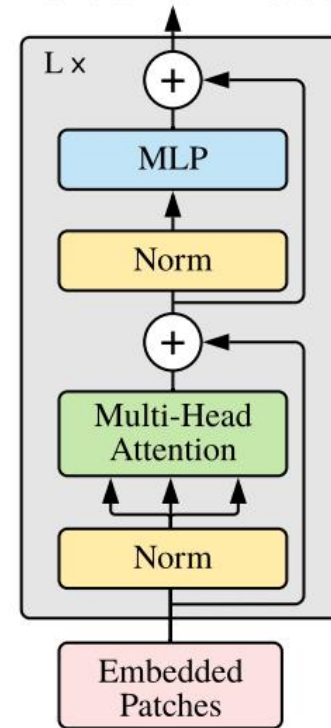 L ×
+
MLP
Norm
+
Multi-Head
Attention
Norm
Embedded
Patches